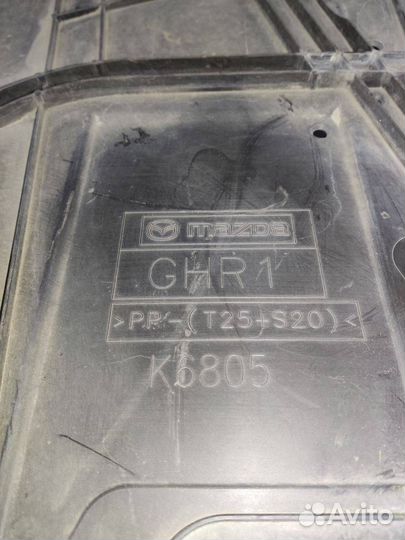 mazda
GHR1
>PP-(T25+S20)<
K6805
Avito